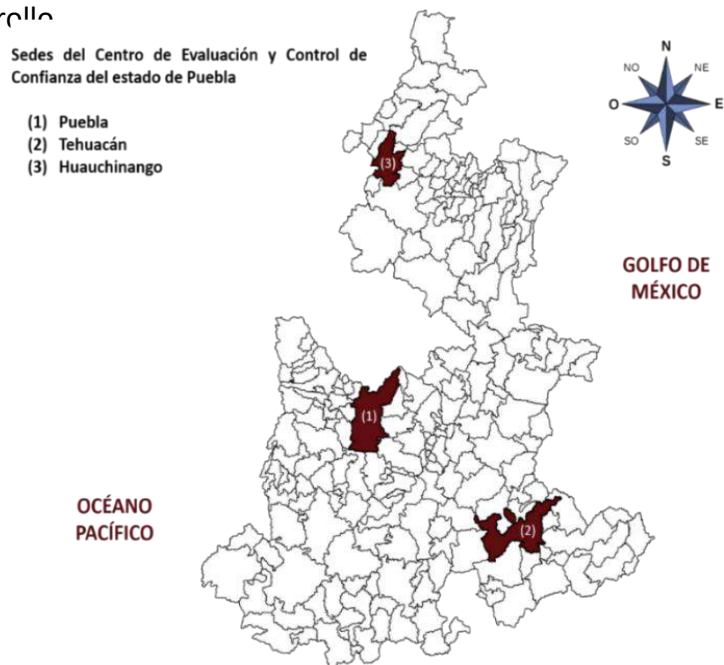 Sedes del Centro de Evaluación y Control de
Confianza del estado de Puebla
(1) Puebla
(2) Tehuacán
(3) Huauchinango
N
NO
NE
O
E
SO
SE
S
(3)
GOLFO DE
MÉXICO
(1)
OCÉANO
PACÍFICO
(2)